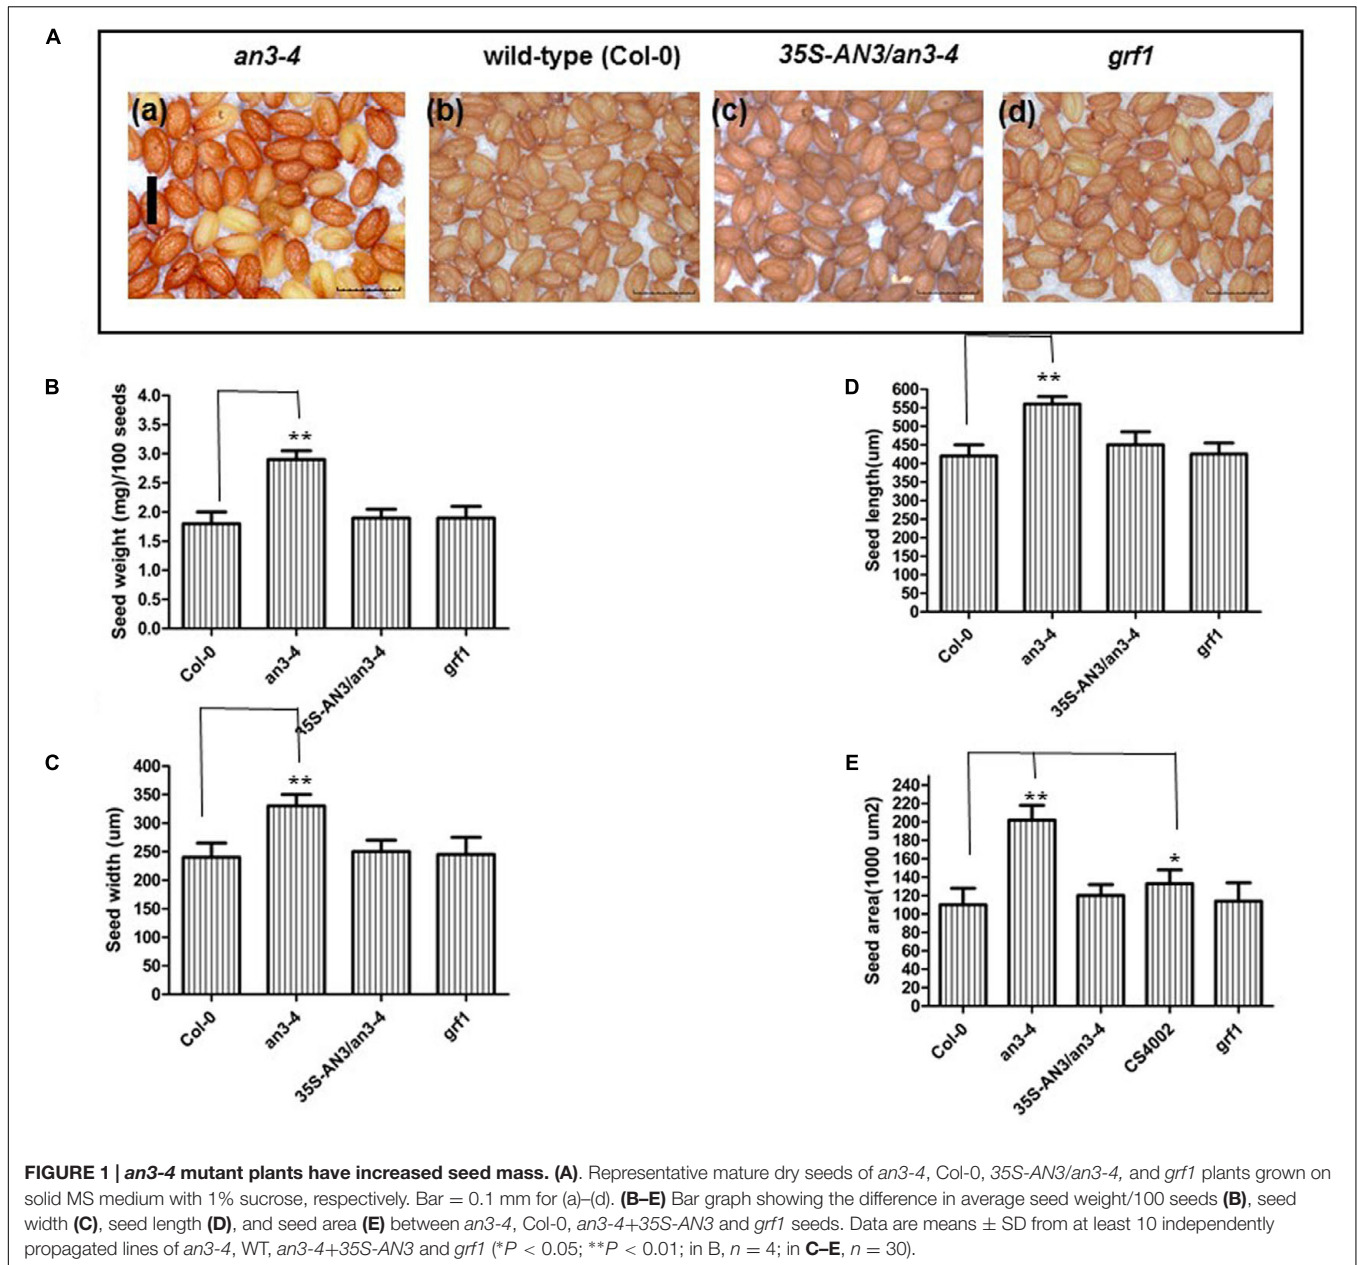 A
an3-4 wild-type (Col-0) 35S-AN3/an3-4 grf1
(a) (b) (c) (d)
B
Seed weight (mg)/100 seeds
4.0
3.5
3.0
2.5
2.0
1.5
1.0
0.5
0.0
**
Col-0 an3-4 35S-AN3/an3-4 grf1
D
Seed length(um)
600
550
500
450
400
350
300
250
200
150
100
50
0
**
Col-0 an3-4 35S-AN3/an3-4 grf1
C
Seed width (um)
400
350
300
250
200
150
100
50
0
**
Col-0 an3-4 35S-AN3/an3-4 grf1
E
Seed area(1000 um2)
240
220
200
180
160
140
120
100
80
60
40
20
0
**
*
Col-0 an3-4 35S-AN3/an3-4 CS4002 grf1
FIGURE 1 | an3-4 mutant plants have increased seed mass. (A). Representative mature dry seeds of an3-4, Col-0, 35S-AN3/an3-4, and grf1 plants grown on
solid MS medium with 1% sucrose, respectively. Bar = 0.1 mm for (a)–(d). (B–E) Bar graph showing the difference in average seed weight/100 seeds (B), seed
width (C), seed length (D), and seed area (E) between an3-4, Col-0, an3-4+35S-AN3 and grf1 seeds. Data are means ± SD from at least 10 independently
propagated lines of an3-4, WT, an3-4+35S-AN3 and grf1 (*P < 0.05; **P < 0.01; in B, n = 4; in C–E, n = 30).